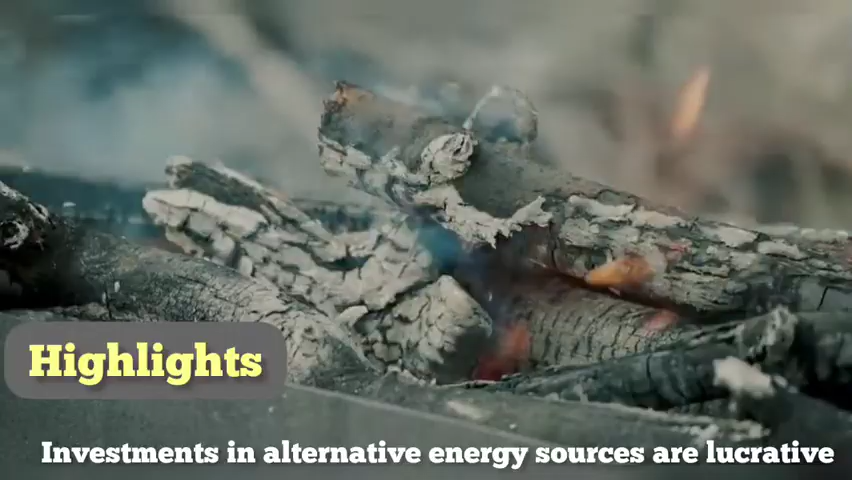 Highlights
Investments in alternative energy sources are lucrative